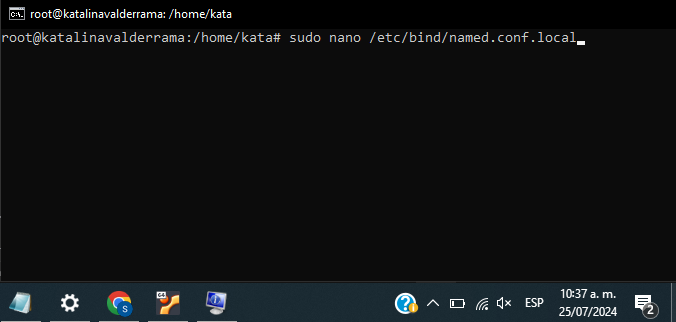 root@katalinavalderrama: /home/kata
root@katalinavalderrama:/home/kata# sudo nano /etc/bind/named.conf.local
S
64
?
ESP
10:37 a. m.
25/07/2024
2